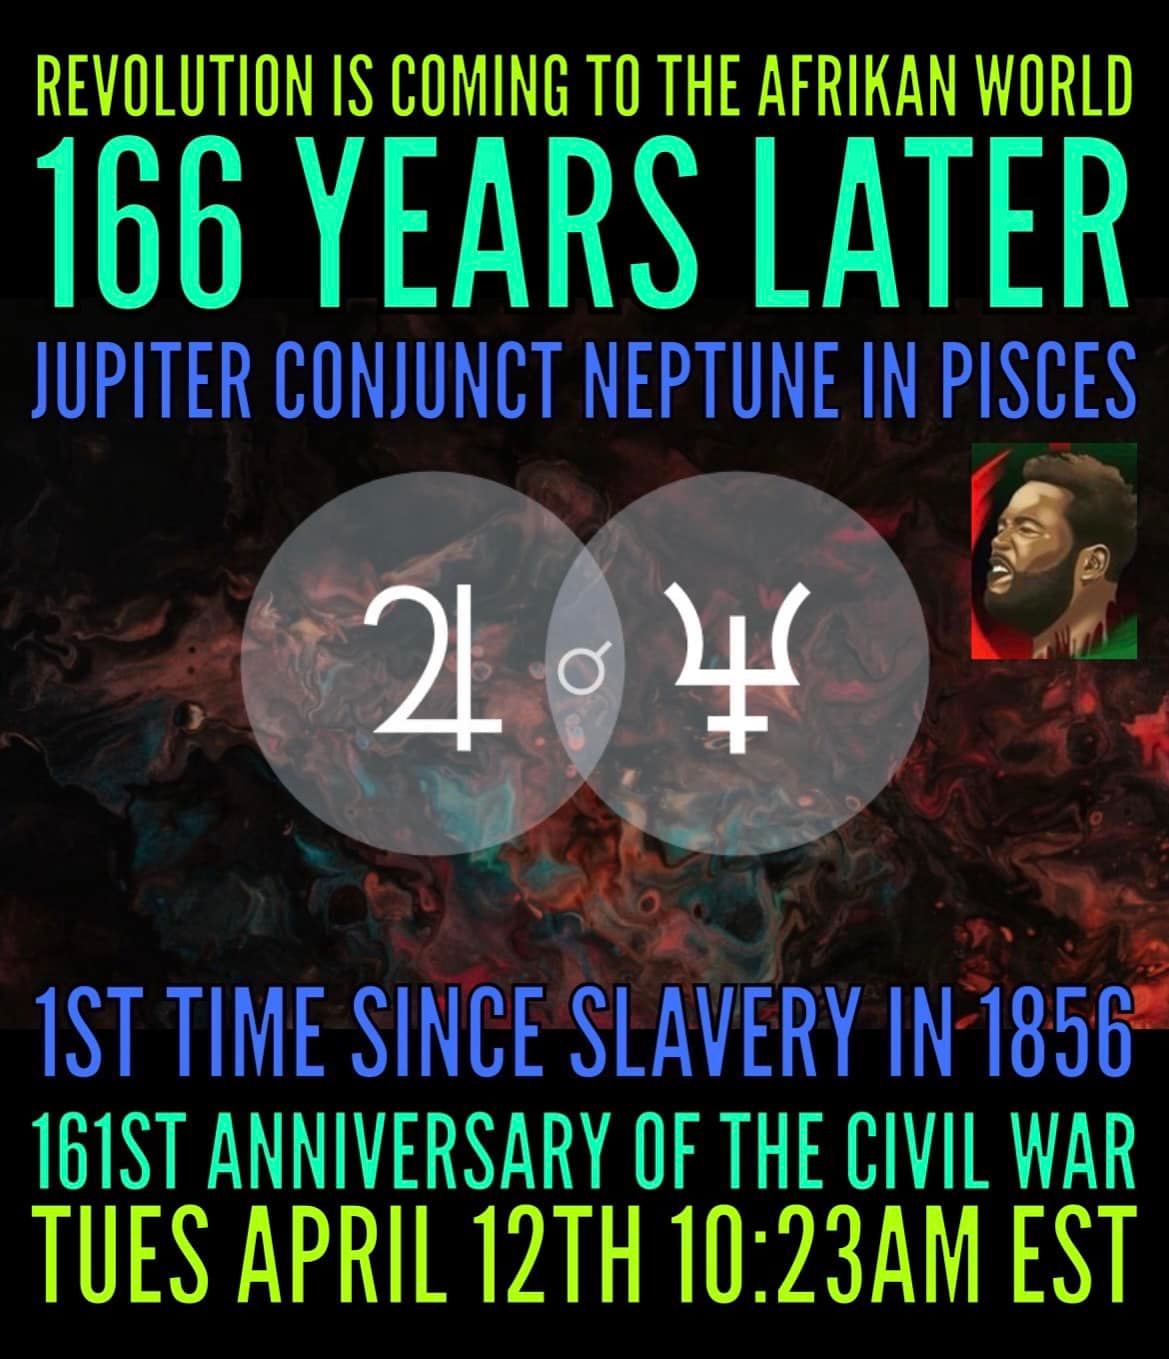 REVOLUTION IS COMING TO THE AFRIKAN WORLD
166 YEARS LATER
JUPITER CONJUNCT NEPTUNE IN PISCES
♃ ☌ ♆
1ST TIME SINCE SLAVERY IN 1856
161ST ANNIVERSARY OF THE CIVIL WAR
TUES APRIL 12TH 10:23AM EST